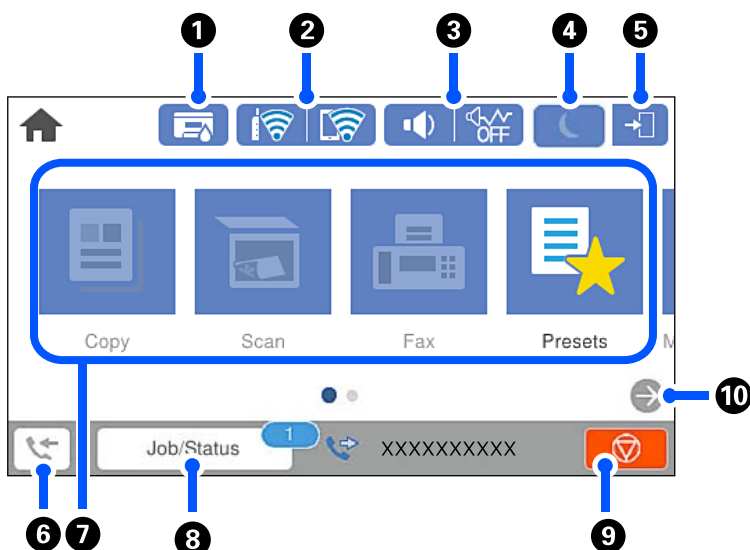 1 2 3 4 5
OFF
Copy Scan Fax Presets M
10
Job/Status 1 XXXXXXXXXX
6 7 8 9